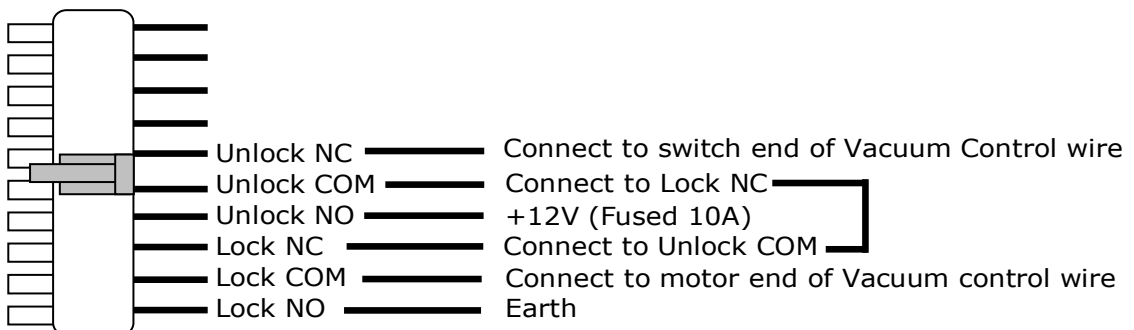 Unlock NC Connect to switch end of Vacuum Control wire
Unlock COM Connect to Lock NC
Unlock NO +12V (Fused 10A)
Lock NC Connect to Unlock COM
Lock COM Connect to motor end of Vacuum control wire
Lock NO Earth